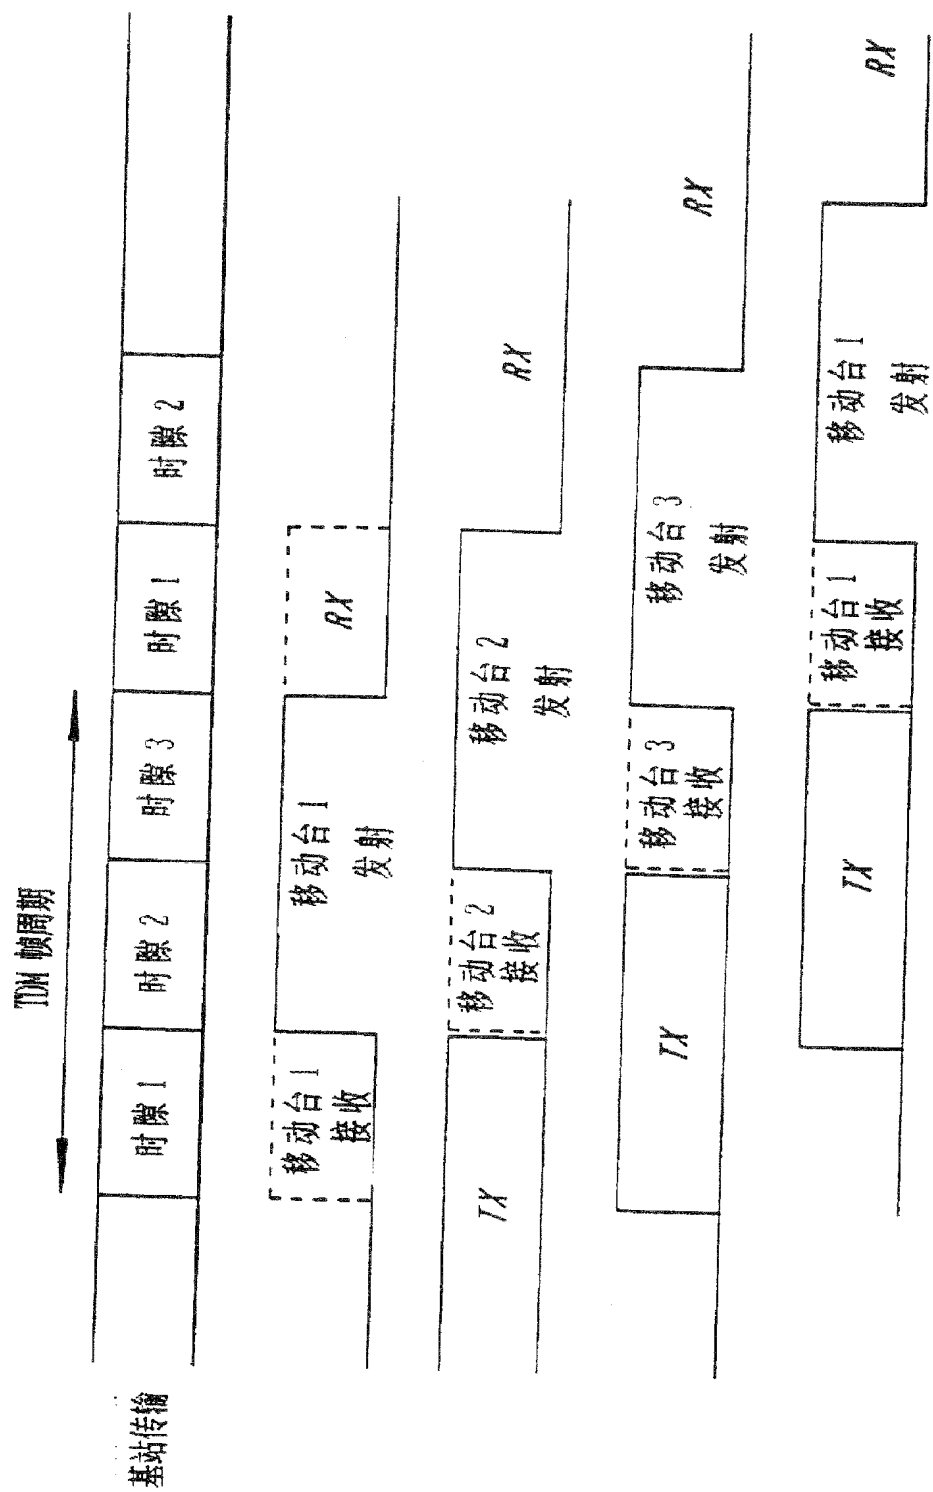 TDM 帧周期
基站传输
时隙 1
时隙 2
时隙 3
时隙 1
时隙 2
移动台 1
接收
移动台 1
发射
RX
TX
移动台 2
接收
移动台 2
发射
RX
TX
移动台 3
接收
移动台 3
发射
RX
TX
移动台 1
接收
移动台 1
发射
RX